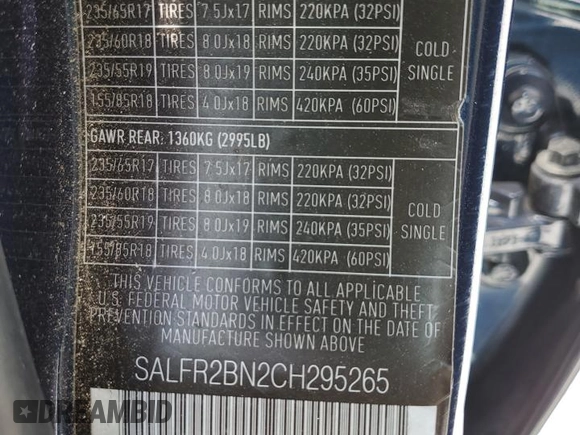 235/65R17 TIRES 7.5Jx17 RIMS 220KPA (32PSI)
235/60R18 TIRES 8.0Jx18 RIMS 220KPA (32PSI)
235/55R19 TIRES 8.0Jx19 RIMS 240KPA (35PSI)
155/85R18 TIRES 4.0Jx18 RIMS 420KPA (60PSI)
COLD
SINGLE
GAWR REAR: 1360KG (2995LB)
235/65R17 TIRES 7.5Jx17 RIMS 220KPA (32PSI)
235/60R18 TIRES 8.0Jx18 RIMS 220KPA (32PSI)
235/55R19 TIRES 8.0Jx19 RIMS 240KPA (35PSI)
155/85R18 TIRES 4.0Jx18 RIMS 420KPA (60PSI)
COLD
SINGLE
THIS VEHICLE CONFORMS TO ALL APPLICABLE
U.S. FEDERAL MOTOR VEHICLE SAFETY AND THEFT
PREVENTION STANDARDS IN EFFECT ON THE DATE OF
MANUFACTURE SHOWN ABOVE
SALFR2BN2CH295265
DREAMBID